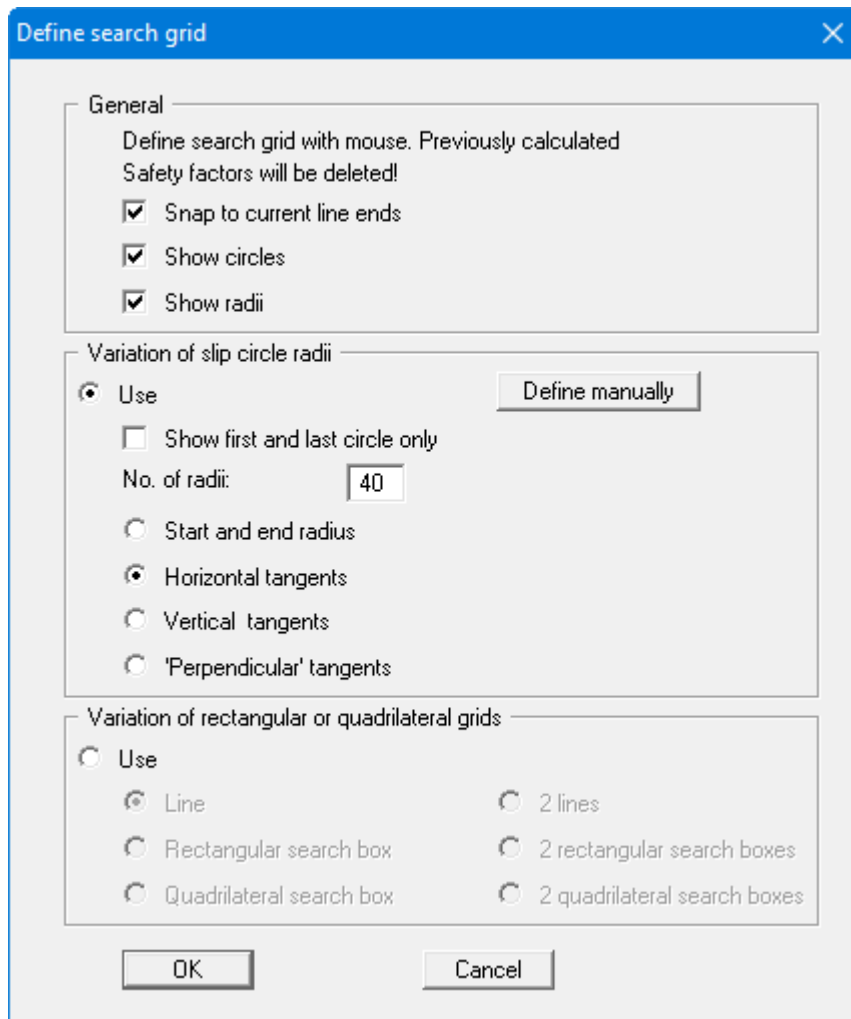 Define search grid
General
Define search grid with mouse. Previously calculated
Safety factors will be deleted!
Snap to current line ends
Show circles
Show radii
Variation of slip circle radii
Use
Define manually
Show first and last circle only
No. of radii: 40
Start and end radius
Horizontal tangents
Vertical tangents
'Perpendicular' tangents
Variation of rectangular or quadrilateral grids
Use
Line 2 lines
Rectangular search box 2 rectangular search boxes
Quadrilateral search box 2 quadrilateral search boxes
OK Cancel